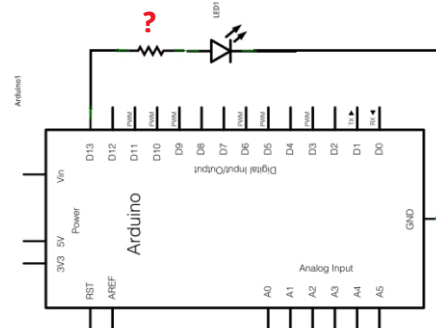 ?
LED1
Arduino1
PWM
PWM
PWM
PWM
PWM
PWM
TX
RX
D13
D12
D11
D10
D9
D8
D7
D6
D5
D4
D3
D2
D1
D0
Digital Input/Output
Vin
Power
5V
3V3
Arduino
GND
Analog Input
RST
AREF
A0
A1
A2
A3
A4
A5